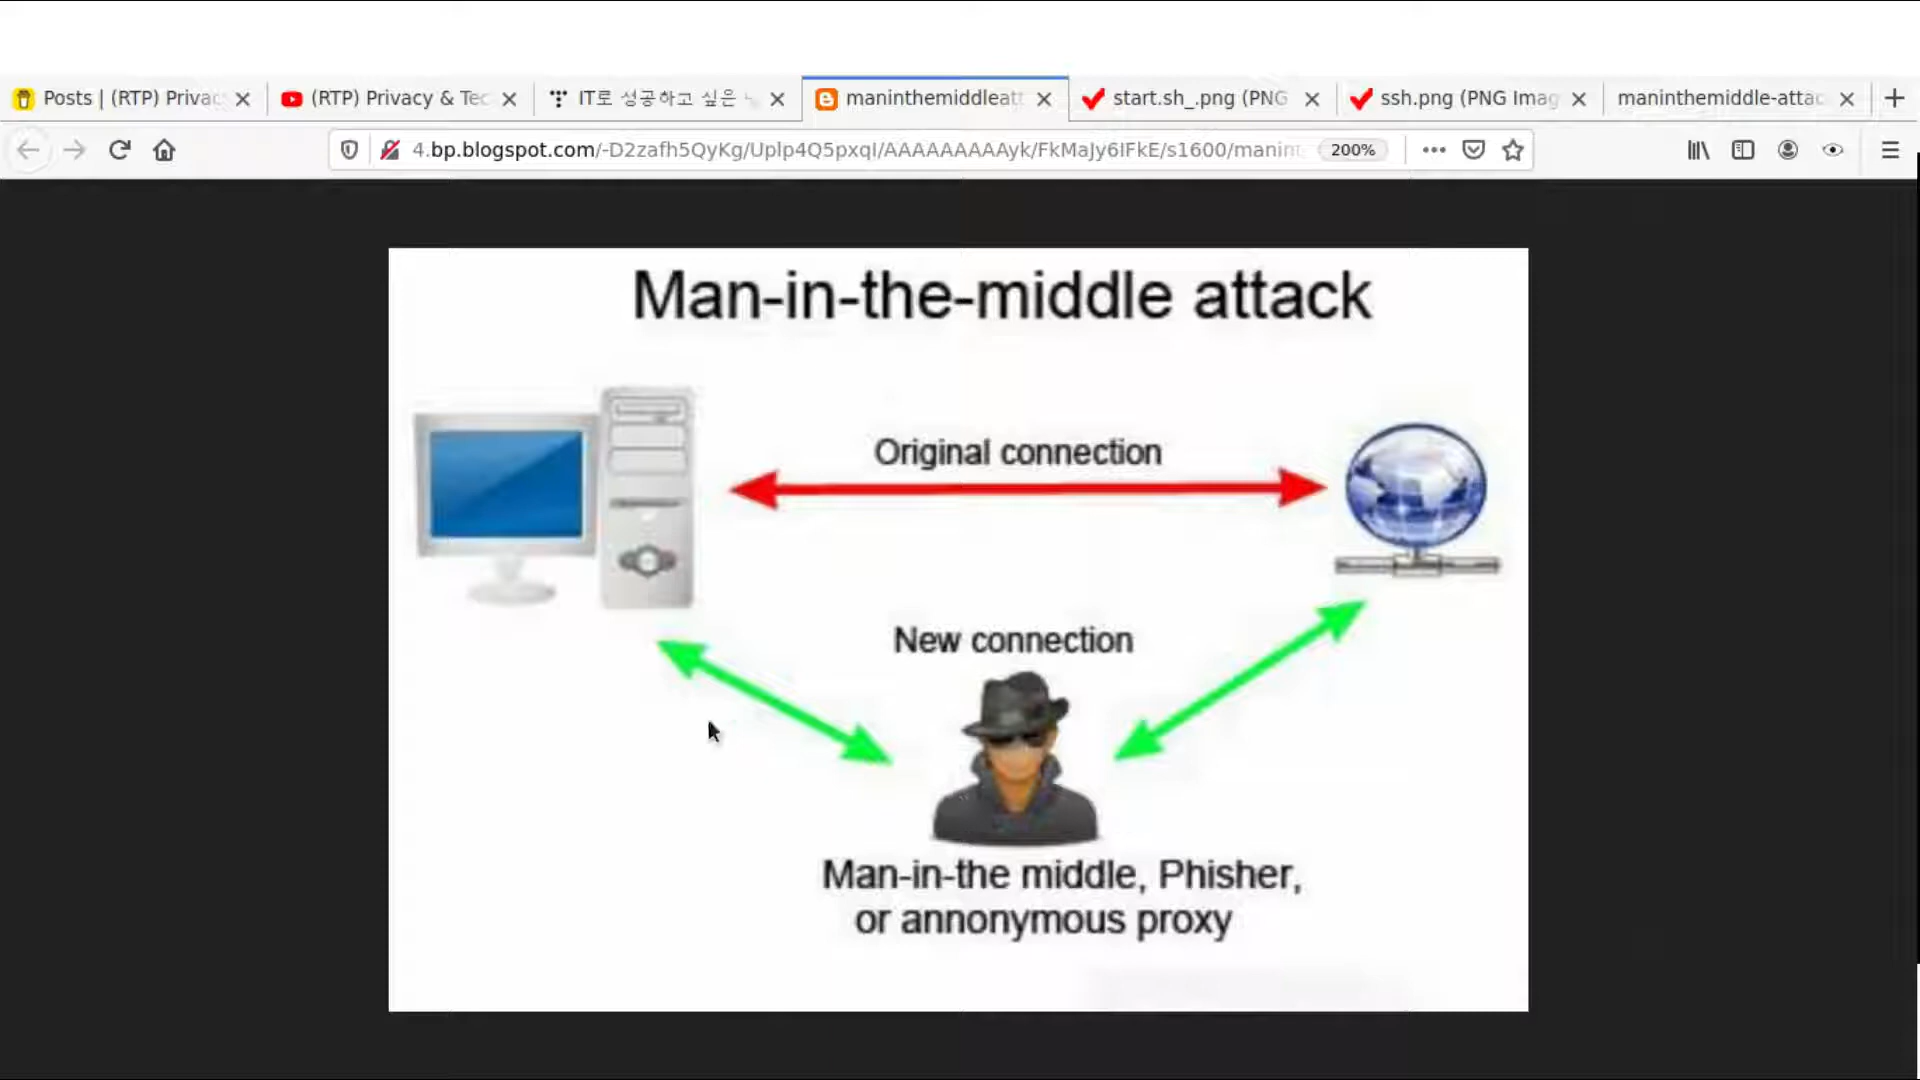 Posts | (RTP) Privac
(RTP) Privacy & Tec
IT로 성공하고 싶은
maninthemiddleatt
start.sh_.png (PNG
ssh.png (PNG Imag
maninthemiddle-attac
4.bp.blogspot.com/-D2zafh5QyKg/Uplp4Q5pxqI/AAAAAAAAAyk/FkMaJy6IFkE/s1600/manint
200%
Man-in-the-middle attack
Original connection
New connection
Man-in-the middle, Phisher,
or annonymous proxy